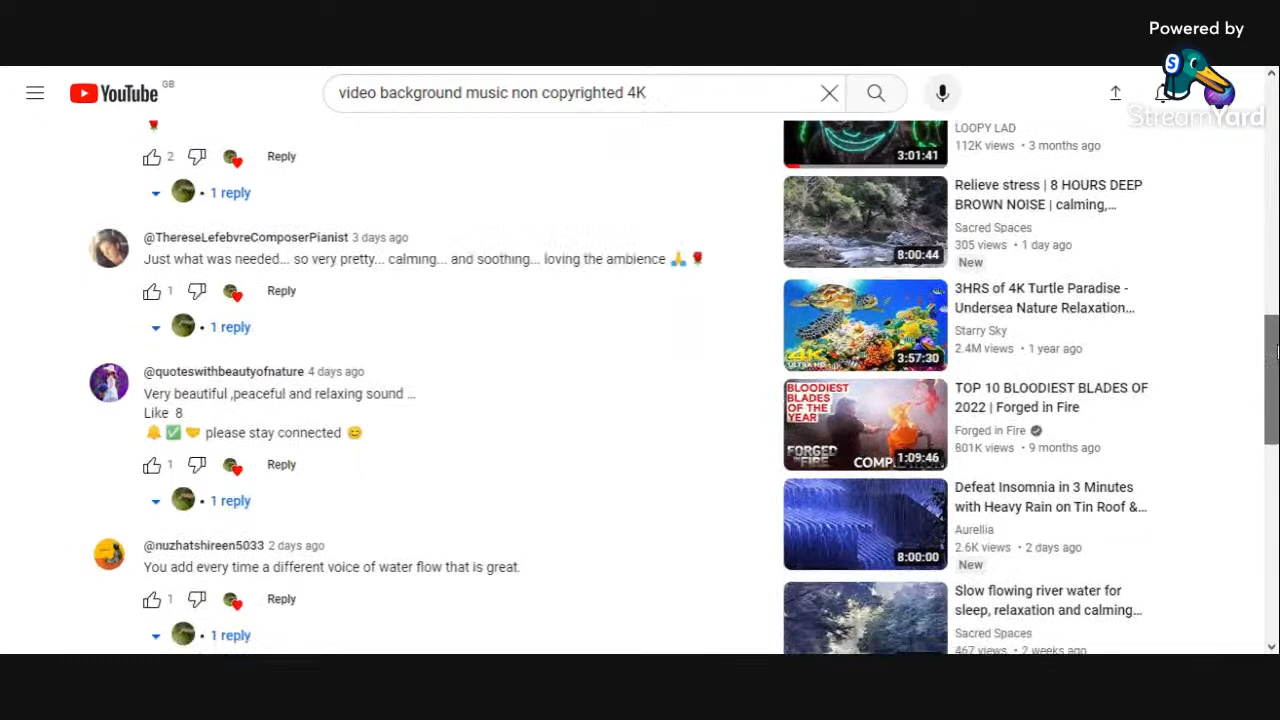 Powered by
StreamYard
YouTube GB
video background music non copyrighted 4K
2 Reply
1 reply
@ThereseLefebvreComposerPianist 3 days ago
Just what was needed... so very pretty... calming... and soothing... loving the ambience 🙏 🌹
1 Reply
1 reply
@quoteswithbeautyofnature 4 days ago
Very beautiful ,peaceful and relaxing sound ...
Like 8
🔔 ✅ 🤝 please stay connected 😊
1 Reply
1 reply
@nuzhatshireen5033 2 days ago
You add every time a different voice of water flow that is great.
1 Reply
1 reply
3:01:41
LOOPY LAD
112K views • 3 months ago
8:00:44
Relieve stress | 8 HOURS DEEP
BROWN NOISE | calming,...
Sacred Spaces
305 views • 1 day ago
New
4K
ULTRA HD
3:57:30
3HRS of 4K Turtle Paradise -
Undersea Nature Relaxation...
Starry Sky
2.4M views • 1 year ago
BLOODIEST
BLADES
OF THE
YEAR
FORGED
IN FIRE
COMP
1:09:46
TOP 10 BLOODIEST BLADES OF
2022 | Forged in Fire
Forged in Fire
801K views • 9 months ago
8:00:00
Defeat Insomnia in 3 Minutes
with Heavy Rain on Tin Roof &...
Aurellia
2.6K views • 2 days ago
New
Slow flowing river water for
sleep, relaxation and calming...
Sacred Spaces
467 views • 2 weeks ago